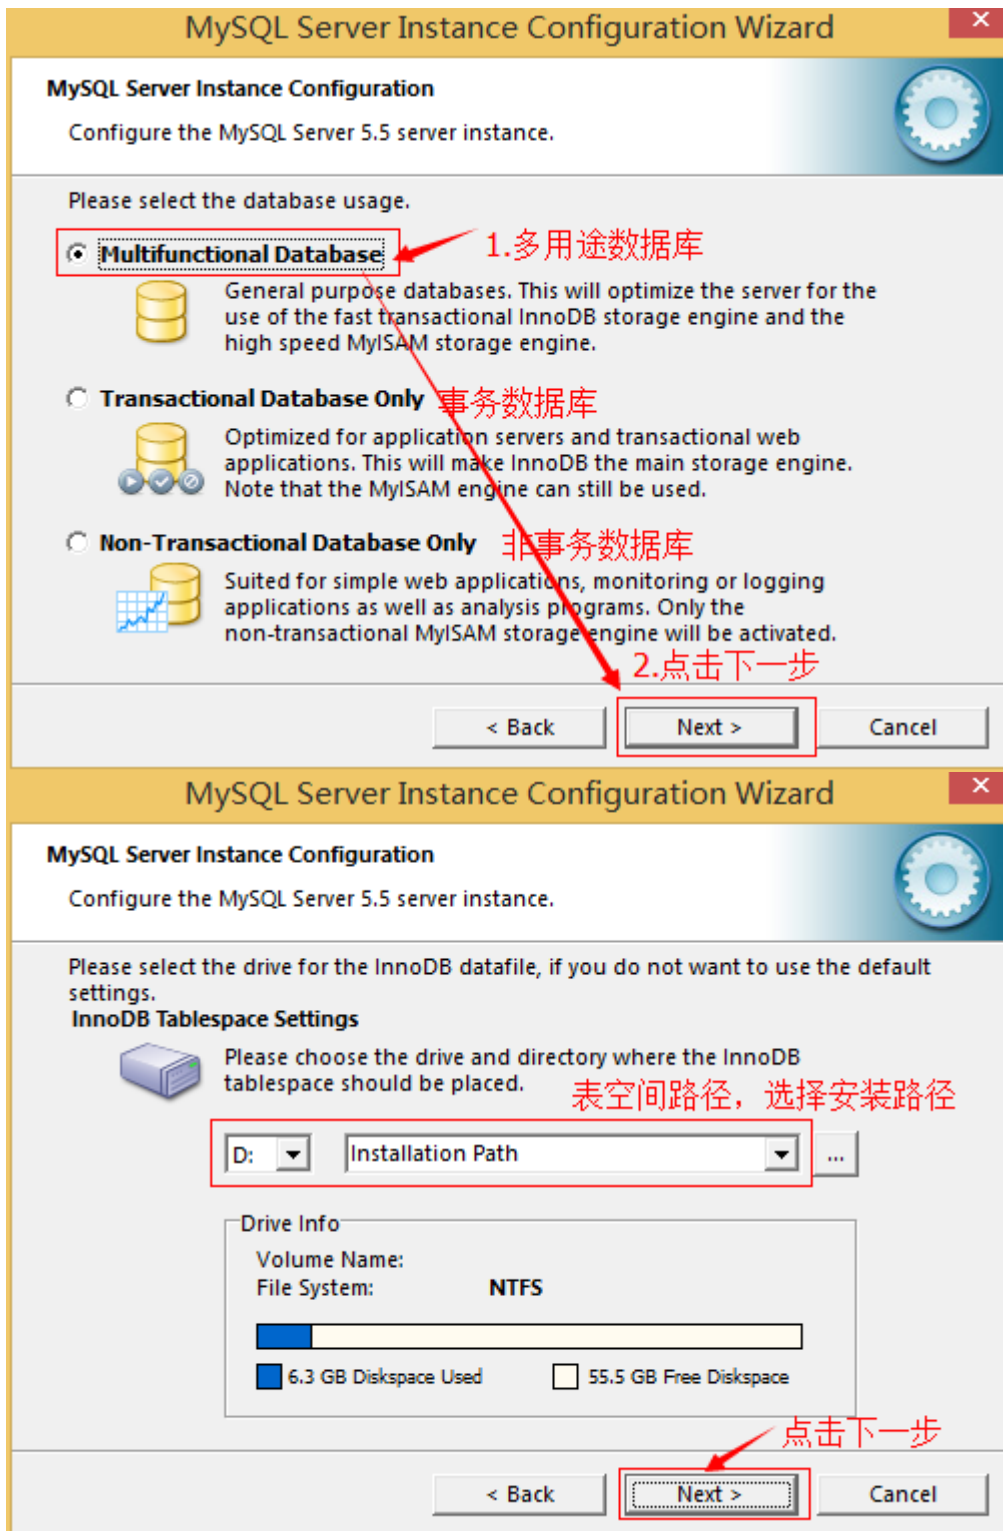 MySQL Server Instance Configuration Wizard
MySQL Server Instance Configuration
Configure the MySQL Server 5.5 server instance.
Please select the database usage.
Multifunctional Database
1.多用途数据库
General purpose databases. This will optimize the server for the
use of the fast transactional InnoDB storage engine and the
high speed MyISAM storage engine.
Transactional Database Only
事务数据库
Optimized for application servers and transactional web
applications. This will make InnoDB the main storage engine.
Note that the MyISAM engine can still be used.
Non-Transactional Database Only
非事务数据库
Suited for simple web applications, monitoring or logging
applications as well as analysis programs. Only the
non-transactional MyISAM storage engine will be activated.
2.点击下一步
< Back
Next >
Cancel
MySQL Server Instance Configuration Wizard
MySQL Server Instance Configuration
Configure the MySQL Server 5.5 server instance.
Please select the drive for the InnoDB datafile, if you do not want to use the default
settings.
InnoDB Tablespace Settings
Please choose the drive and directory where the InnoDB
tablespace should be placed.
表空间路径，选择安装路径
D:
Installation Path
...
Drive Info
Volume Name:
File System: NTFS
6.3 GB Diskspace Used
55.5 GB Free Diskspace
点击下一步
< Back
Next >
Cancel